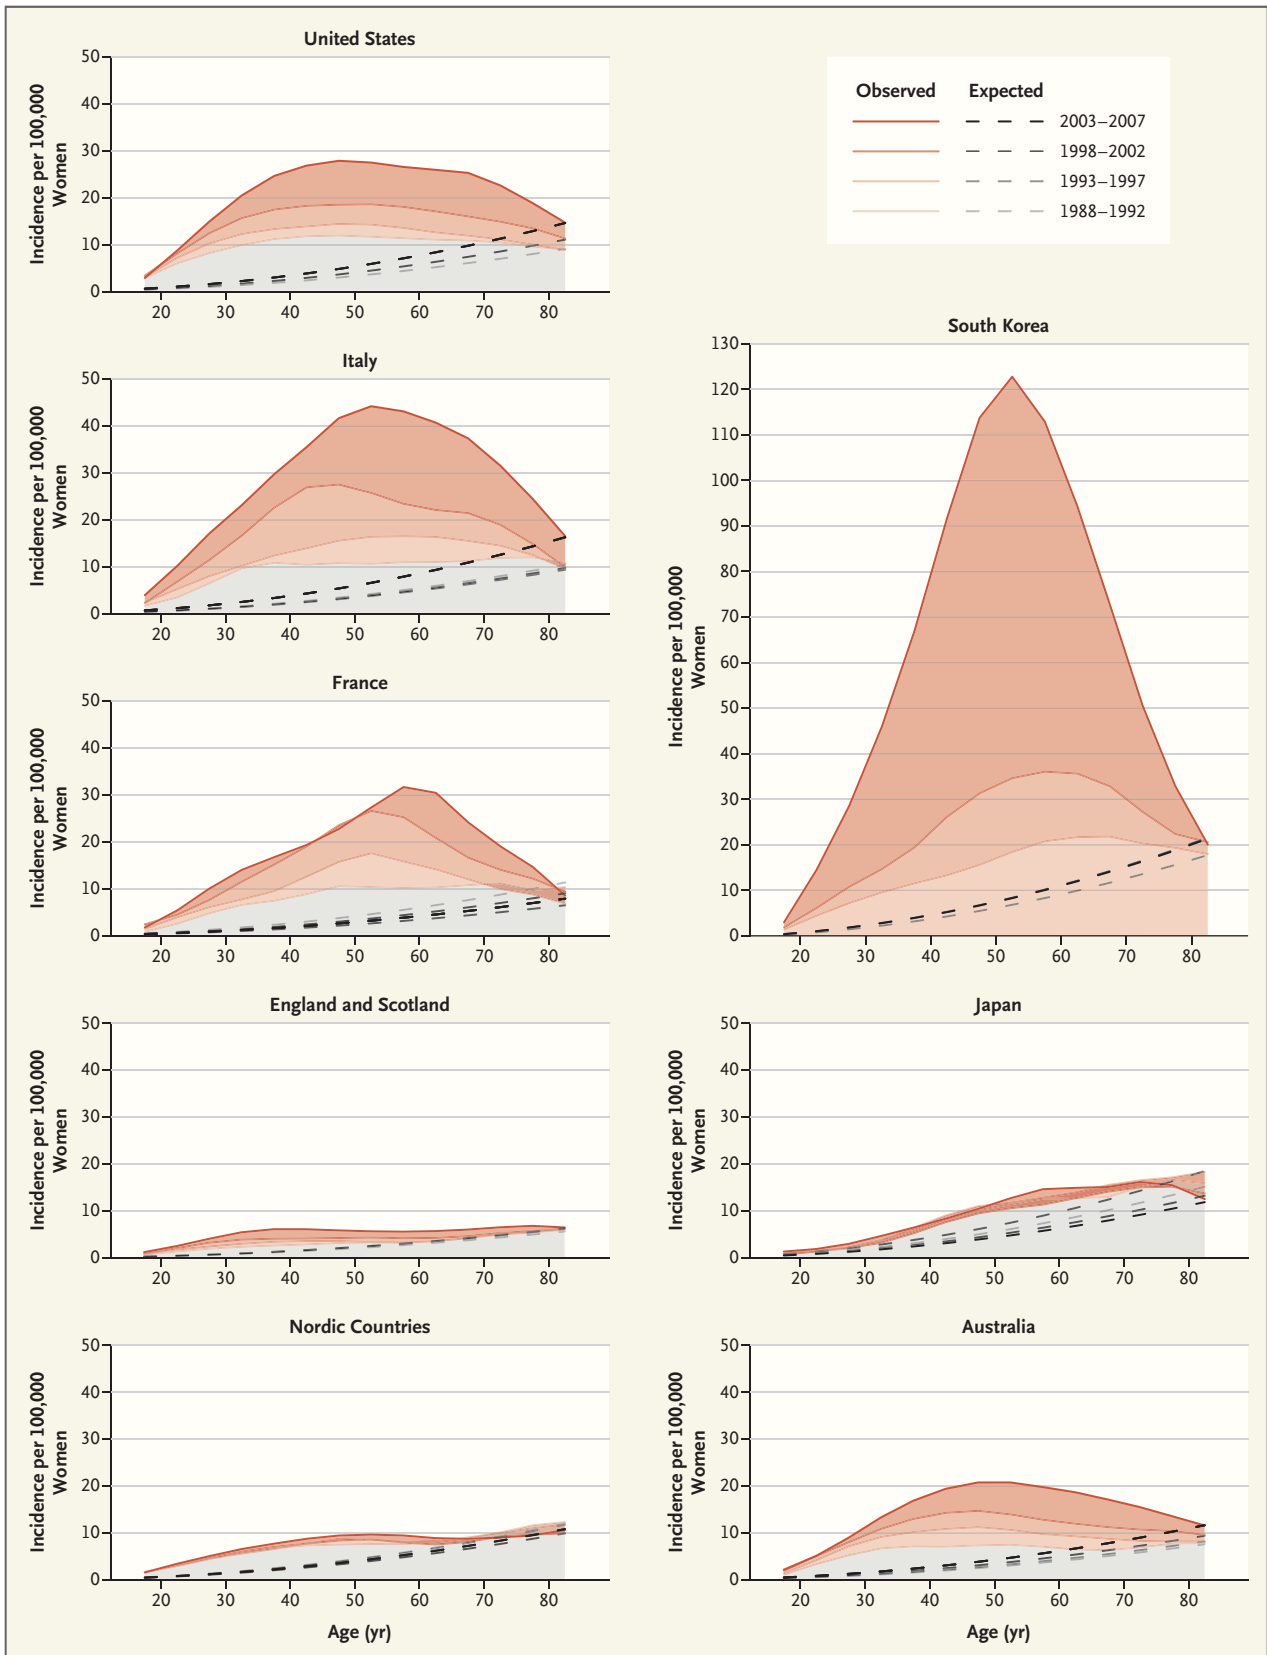 United States
Incidence per 100,000
Women
50
40
30
20
10
0
20 30 40 50 60 70 80
Observed Expected
2003–2007
1998–2002
1993–1997
1988–1992
Italy
Incidence per 100,000
Women
50
40
30
20
10
0
20 30 40 50 60 70 80
France
Incidence per 100,000
Women
50
40
30
20
10
0
20 30 40 50 60 70 80
South Korea
Incidence per 100,000
Women
130
120
110
100
90
80
70
60
50
40
30
20
10
0
20 30 40 50 60 70 80
England and Scotland
Incidence per 100,000
Women
50
40
30
20
10
0
20 30 40 50 60 70 80
Japan
Incidence per 100,000
Women
50
40
30
20
10
0
20 30 40 50 60 70 80
Nordic Countries
Incidence per 100,000
Women
50
40
30
20
10
0
20 30 40 50 60 70 80
Age (yr)
Australia
Incidence per 100,000
Women
50
40
30
20
10
0
20 30 40 50 60 70 80
Age (yr)